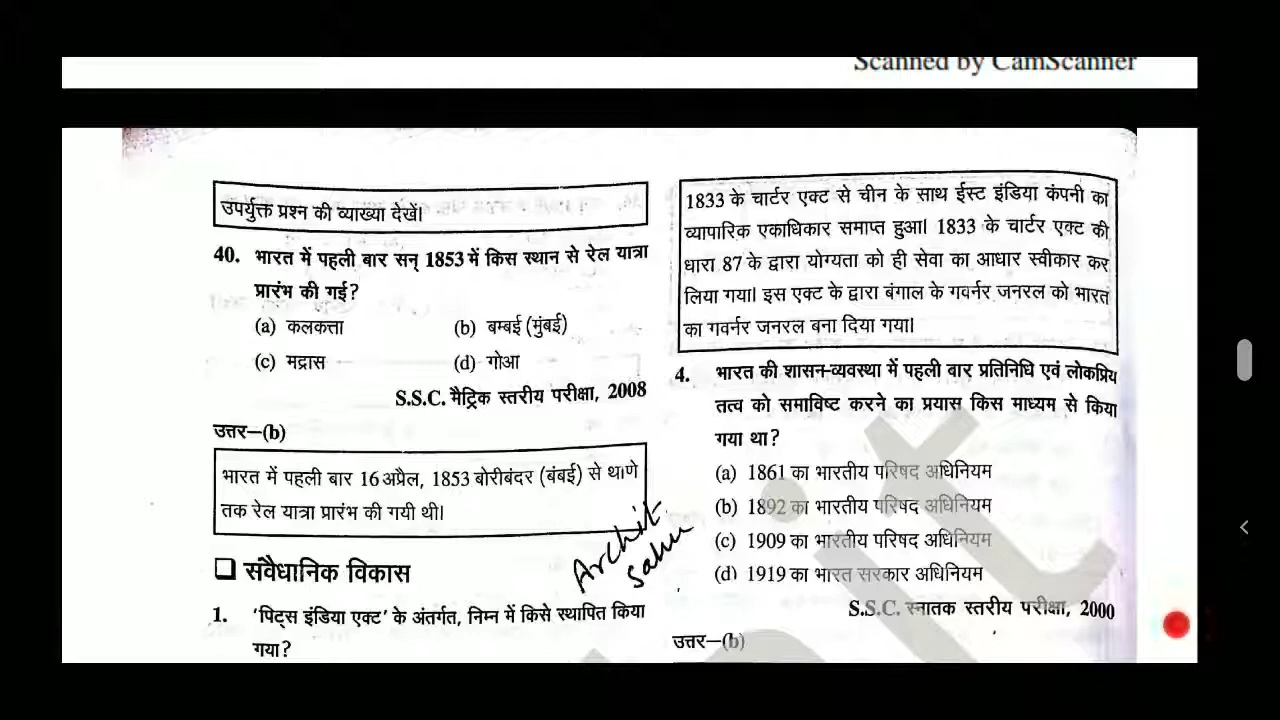 Scanned by CamScanner
उपर्युक्त प्रश्न की व्याख्या देखें।
40. भारत में पहली बार सन् 1853 में किस स्थान से रेल यात्रा
प्रारंभ की गई?
(a) कलकत्ता (b) बम्बई (मुंबई)
(c) मद्रास (d) गोआ
S.S.C. मैट्रिक स्तरीय परीक्षा, 2008
उत्तर–(b)
भारत में पहली बार 16 अप्रैल, 1853 बोरीबंदर (बंबई) से थाणे
तक रेल यात्रा प्रारंभ की गयी थी।
Archit
Sahu
संवैधानिक विकास
1. 'पिट्स इंडिया एक्ट' के अंतर्गत, निम्न में किसे स्थापित किया
गया?
1833 के चार्टर एक्ट से चीन के साथ ईस्ट इंडिया कंपनी का
व्यापारिक एकाधिकार समाप्त हुआ। 1833 के चार्टर एक्ट की
धारा 87 के द्वारा योग्यता को ही सेवा का आधार स्वीकार कर
लिया गया। इस एक्ट के द्वारा बंगाल के गवर्नर जनरल को भारत
का गवर्नर जनरल बना दिया गया।
4. भारत की शासन-व्यवस्था में पहली बार प्रतिनिधि एवं लोकप्रिय
तत्व को समाविष्ट करने का प्रयास किस माध्यम से किया
गया था?
(a) 1861 का भारतीय परिषद अधिनियम
(b) 1892 का भारतीय परिषद अधिनियम
(c) 1909 का भारतीय परिषद अधिनियम
(d) 1919 का भारत सरकार अधिनियम
S.S.C. स्नातक स्तरीय परीक्षा, 2000
उत्तर–(b)